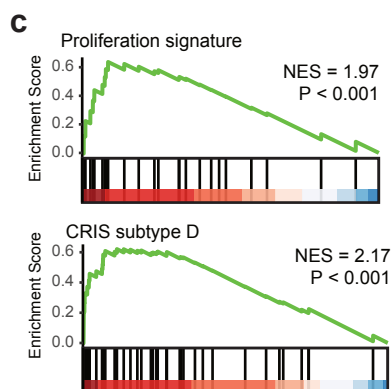 c
Proliferation signature
NES = 1.97
P < 0.001
Enrichment Score
0.6
0.4
0.2
0.0
CRIS subtype D
NES = 2.17
P < 0.001
Enrichment Score
0.6
0.4
0.2
0